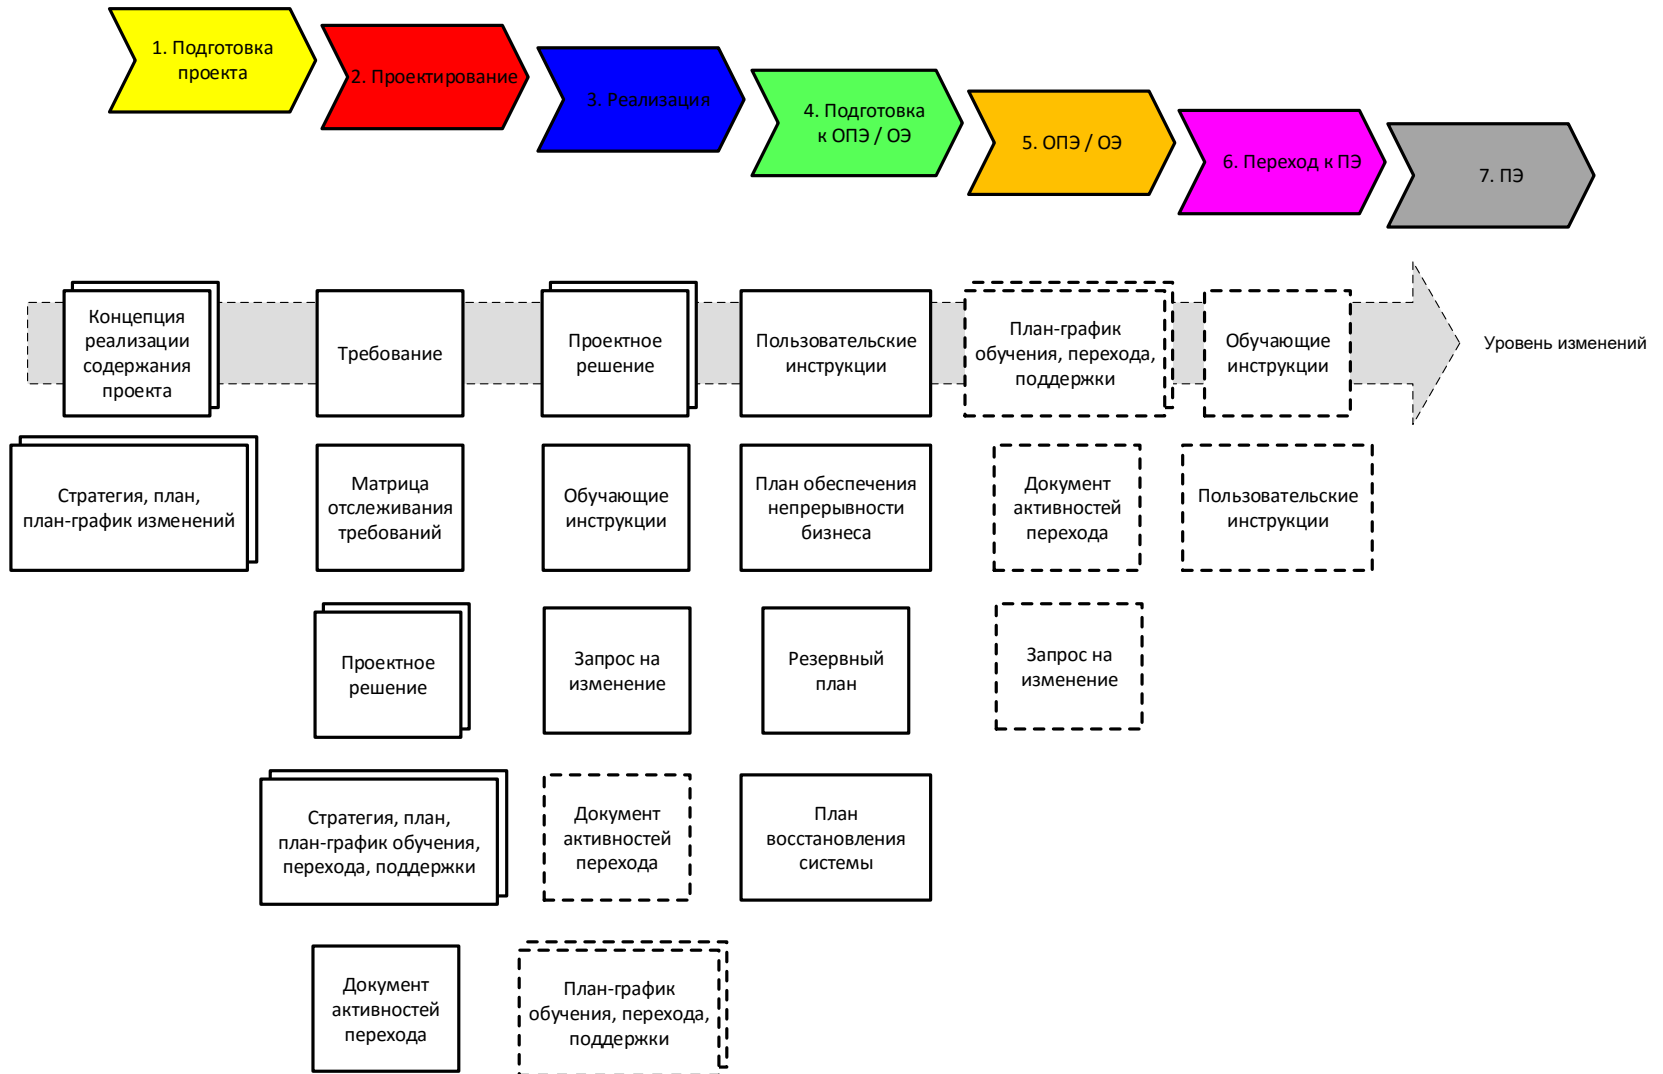 1. Подготовка
проекта
2. Проектирование
3. Реализация
4. Подготовка
к ОПЭ / ОЭ
5. ОПЭ / ОЭ
6. Переход к ПЭ
7. ПЭ
Концепция
реализации
содержания
проекта
Требование
Проектное
решение
Пользовательские
инструкции
План-график
обучения, перехода,
поддержки
Обучающие
инструкции
Уровень изменений
Стратегия, план,
план-график изменений
Матрица
отслеживания
требований
Обучающие
инструкции
План обеспечения
непрерывности
бизнеса
Документ
активностей
перехода
Пользовательские
инструкции
Проектное
решение
Запрос на
изменение
Резервный
план
Запрос на
изменение
Стратегия, план,
план-график обучения,
перехода, поддержки
Документ
активностей
перехода
План
восстановления
системы
Документ
активностей
перехода
План-график
обучения, перехода,
поддержки